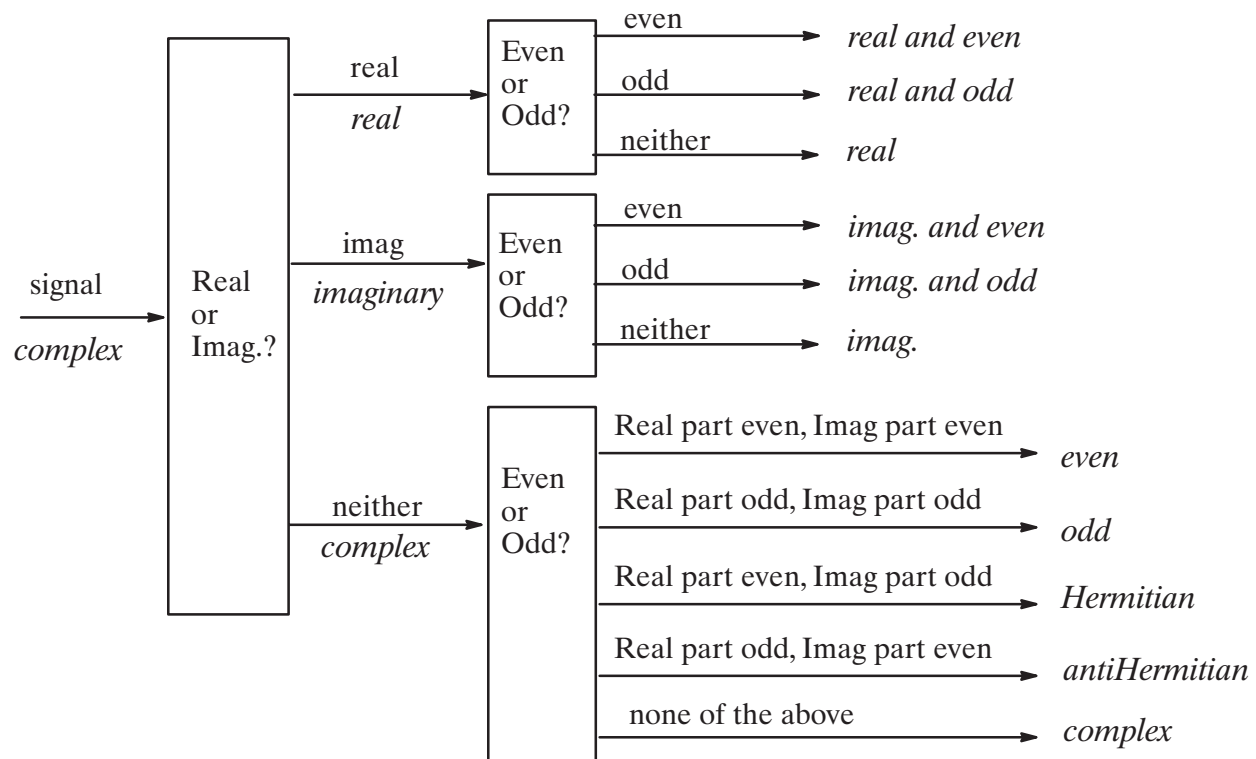 signal
complex
Real
or
Imag.?
real
real
Even
or
Odd?
even
real and even
odd
real and odd
neither
real
imag
imaginary
Even
or
Odd?
even
imag. and even
odd
imag. and odd
neither
imag.
neither
complex
Even
or
Odd?
Real part even, Imag part even
even
Real part odd, Imag part odd
odd
Real part even, Imag part odd
Hermitian
Real part odd, Imag part even
antiHermitian
none of the above
complex